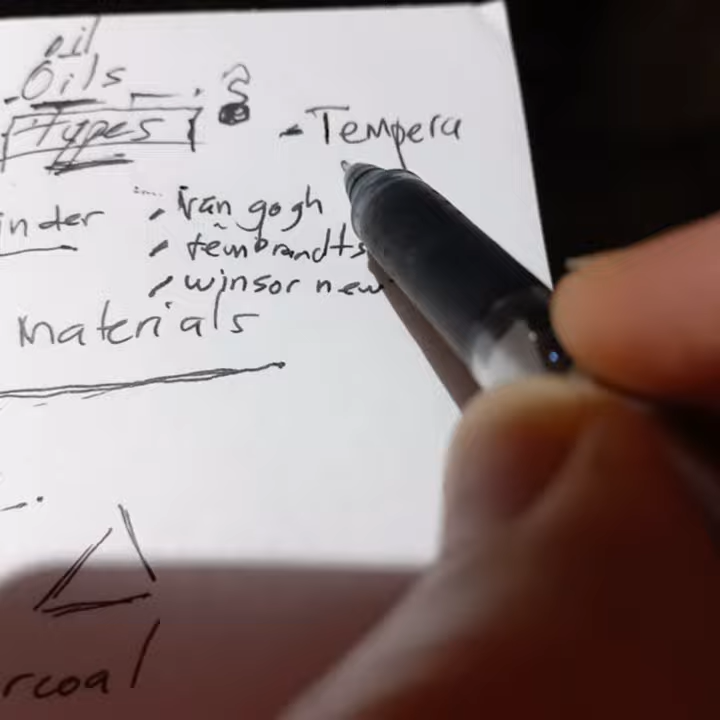 oil
Oils
Types
- Tempera
inder
- van gogh
- rembrandts
- winsor new
materials
rcoal